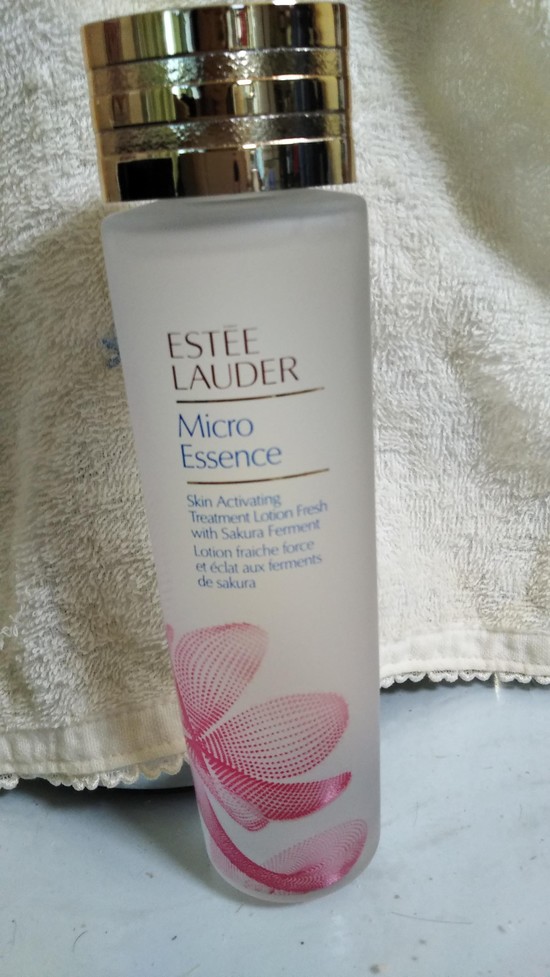 ESTĒE
LAUDER
Micro
Essence
Skin Activating
Treatment Lotion Fresh
with Sakura Ferment
Lotion fraîche force
et éclat aux ferments
de sakura